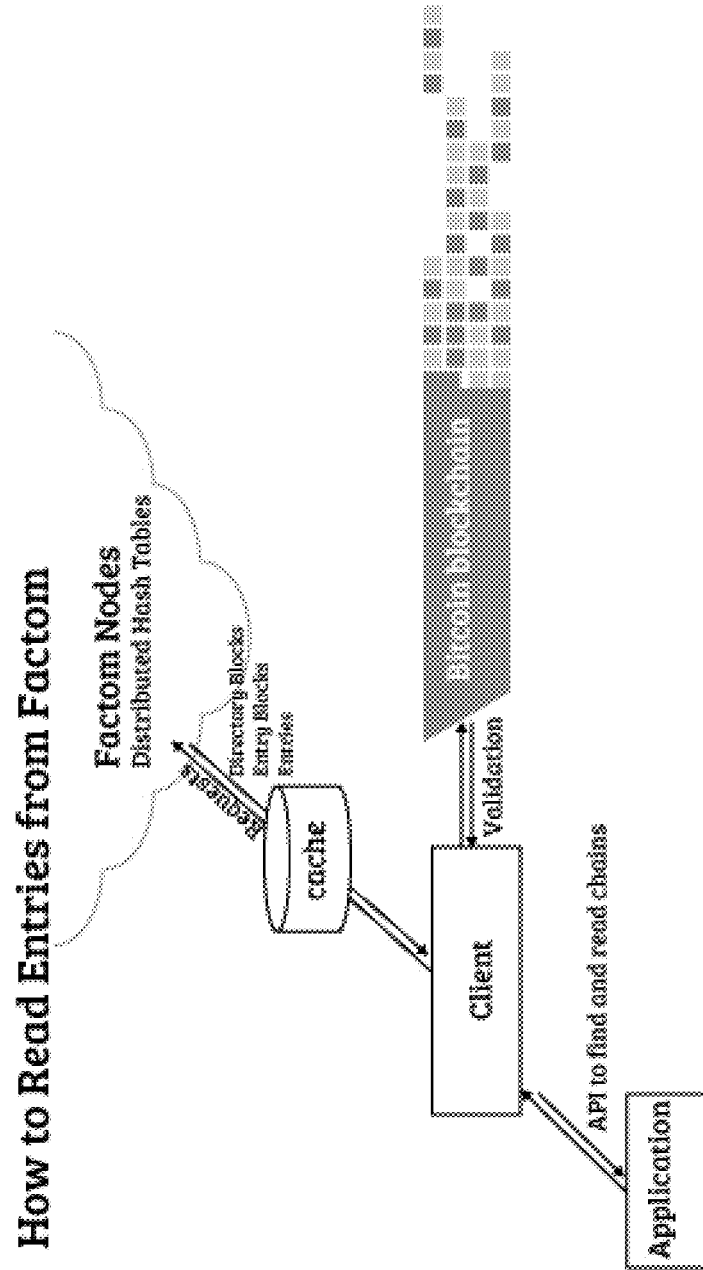 How to Read Entries from Factom
Factom Nodes
Distributed Hash Tables
Requests
Directory Blocks
Entry Blocks
Entries
cache
Client
Validation
Bitcoin blockchain
API to find and read chains
Application